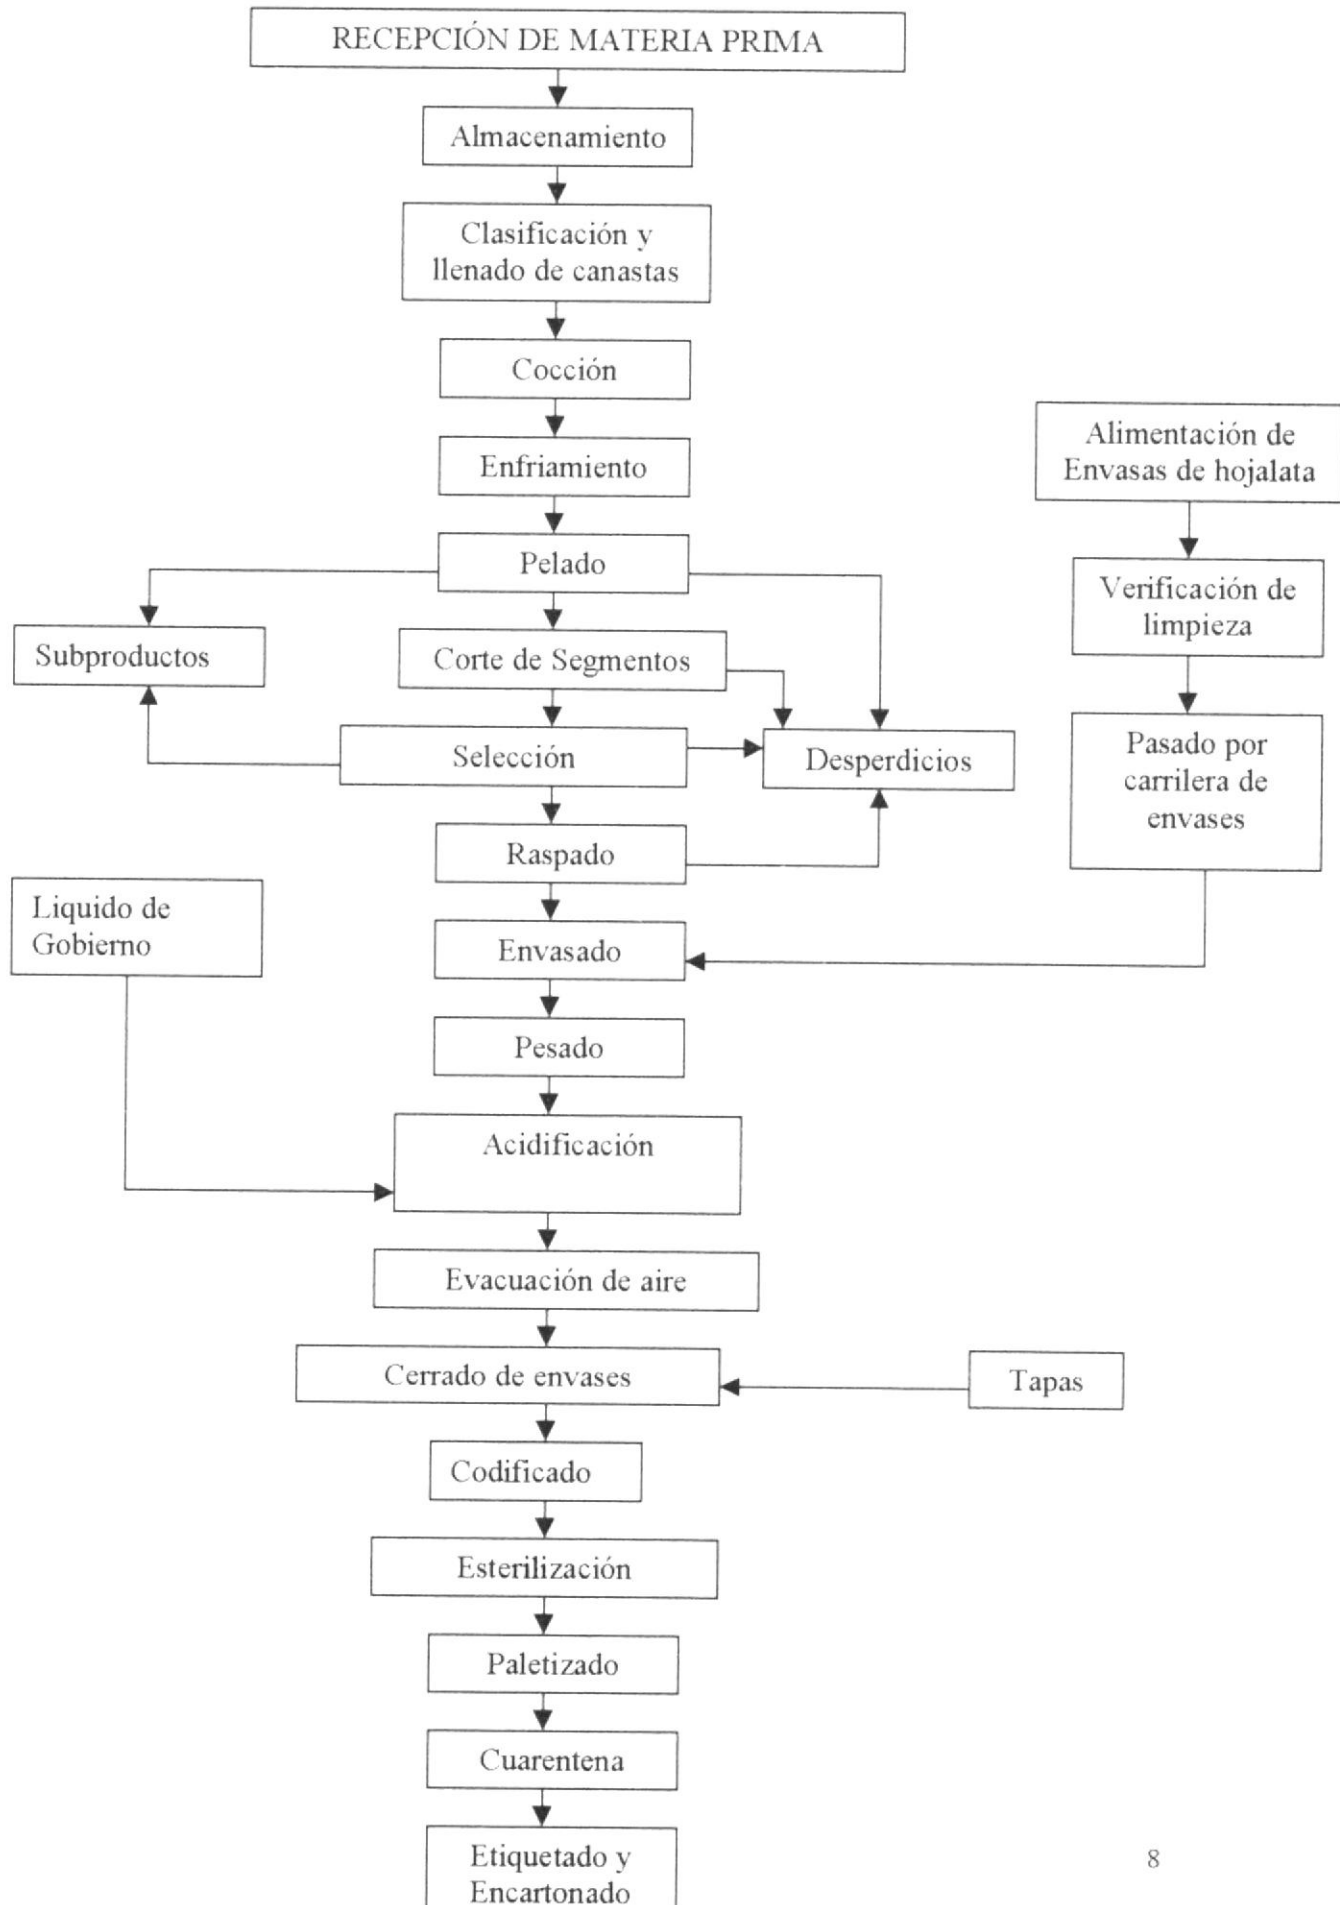 RECEPCIÓN DE MATERIA PRIMA
Almacenamiento
Clasificación y
llenado de canastas
Cocción
Enfriamiento
Alimentación de
Envasas de hojalata
Pelado
Verificación de
limpieza
Subproductos
Corte de Segmentos
Selección
Desperdicios
Pasado por
carrilera de
envases
Raspado
Liquido de
Gobierno
Envasado
Pesado
Acidificación
Evacuación de aire
Cerrado de envases
Tapas
Codificado
Esterilización
Paletizado
Cuarentena
Etiquetado y
Encartonado
8